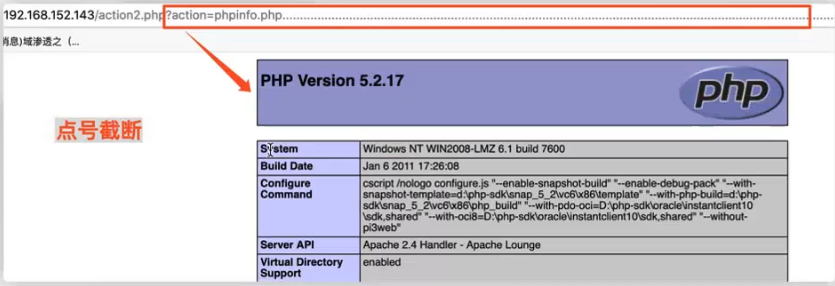 192.168.152.143/action2.php?action=phpinfo.php........................................................................................................................................................
消息)域渗透之（...
PHP Version 5.2.17
php
点号截断
System Windows NT WIN2008-LMZ 6.1 build 7600
Build Date Jan 6 2011 17:26:08
Configure Command cscript /nologo configure.js "--enable-snapshot-build" "--enable-debug-pack" "--with-
snapshot-template=d:\php-sdk\snap_5_2\vc6\x86\template" "--with-php-build=d:\php-
sdk\snap_5_2\vc6\x86\php_build" "--with-pdo-oci=D:\php-sdk\oracle\instantclient10
\sdk,shared" "--with-oci8=D:\php-sdk\oracle\instantclient10\sdk,shared" "--without-
pi3web"
Server API Apache 2.4 Handler - Apache Lounge
Virtual Directory Support enabled